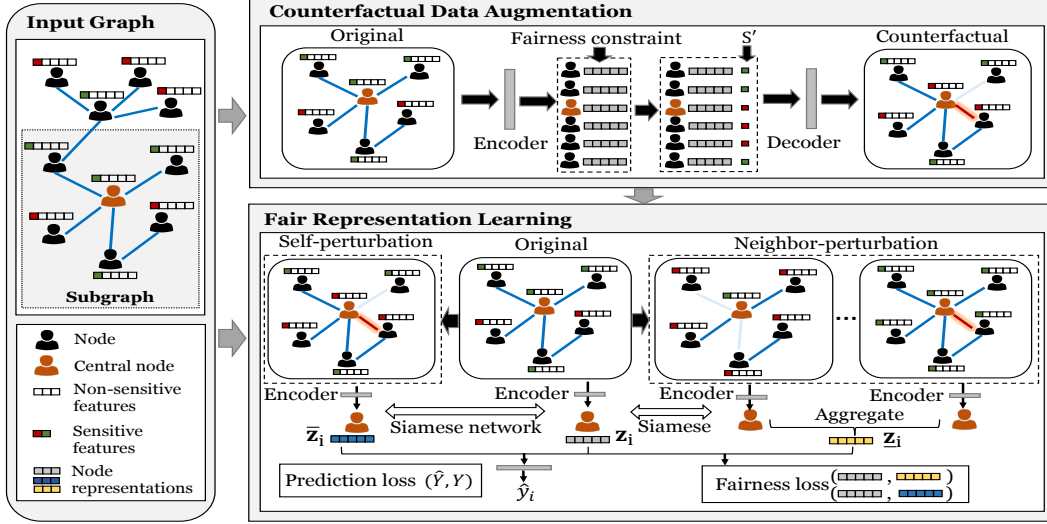 Input Graph
Subgraph
Node
Central node
Non-sensitive
features
Sensitive
features
Node
representations
Counterfactual Data Augmentation
Original
Fairness constraint
S′
Counterfactual
Encoder
Decoder
Fair Representation Learning
Self-perturbation
Original
Neighbor-perturbation
...
Encoder
Encoder
Encoder
Encoder
Siamese network
Siamese
Aggregate
z̄ᵢ
zᵢ
z̲ᵢ
Prediction loss (Ŷ, Y)
ŷᵢ
Fairness loss( , )
( , )